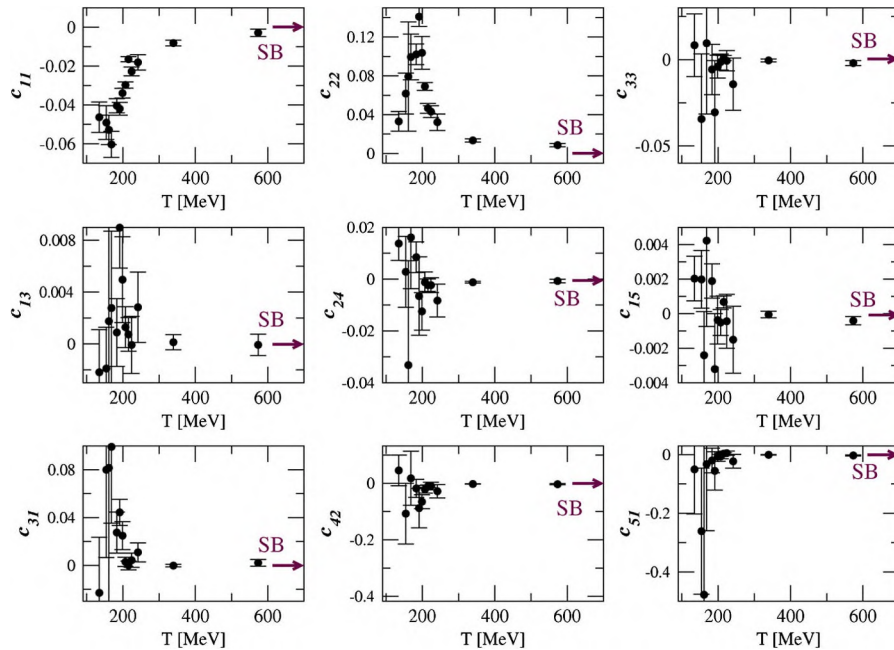 0
-0.02
-0.04
-0.06
c11
SB
200 400 600
T [MeV]
0.12
0.08
0.04
0
c22
SB
200 400 600
T [MeV]
0
-0.05
c33
SB
200 400 600
T [MeV]
0.008
0.004
0
c13
SB
200 400 600
T [MeV]
0.02
0
-0.02
-0.04
c24
SB
200 400 600
T [MeV]
0.004
0.002
0.000
-0.002
-0.004
c15
SB
200 400 600
T [MeV]
0.08
0.04
0
c31
SB
200 400 600
T [MeV]
0
-0.2
-0.4
c42
SB
200 400 600
T [MeV]
0
-0.2
-0.4
c51
SB
200 400 600
T [MeV]